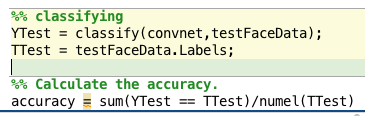 %% classifying
YTest = classify(convnet,testFaceData);
TTest = testFaceData.Labels;
%% Calculate the accuracy.
accuracy = sum(YTest == TTest)/numel(TTest)